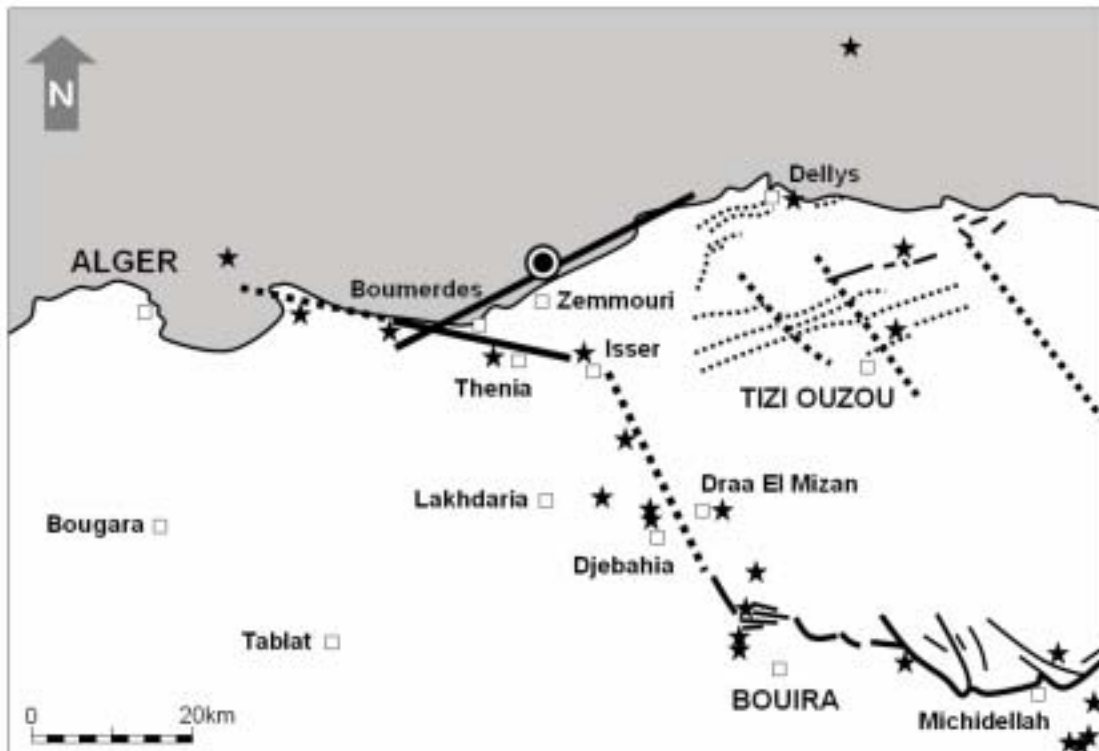 N
Dellys
ALGER
Boumerdes
Zemmouri
Isser
Thenia
TIZI OUZOU
Lakhdaria
Draa El Mizan
Bougara
Djebahia
Tablat
BOUIRA
Michidellah
0 20km